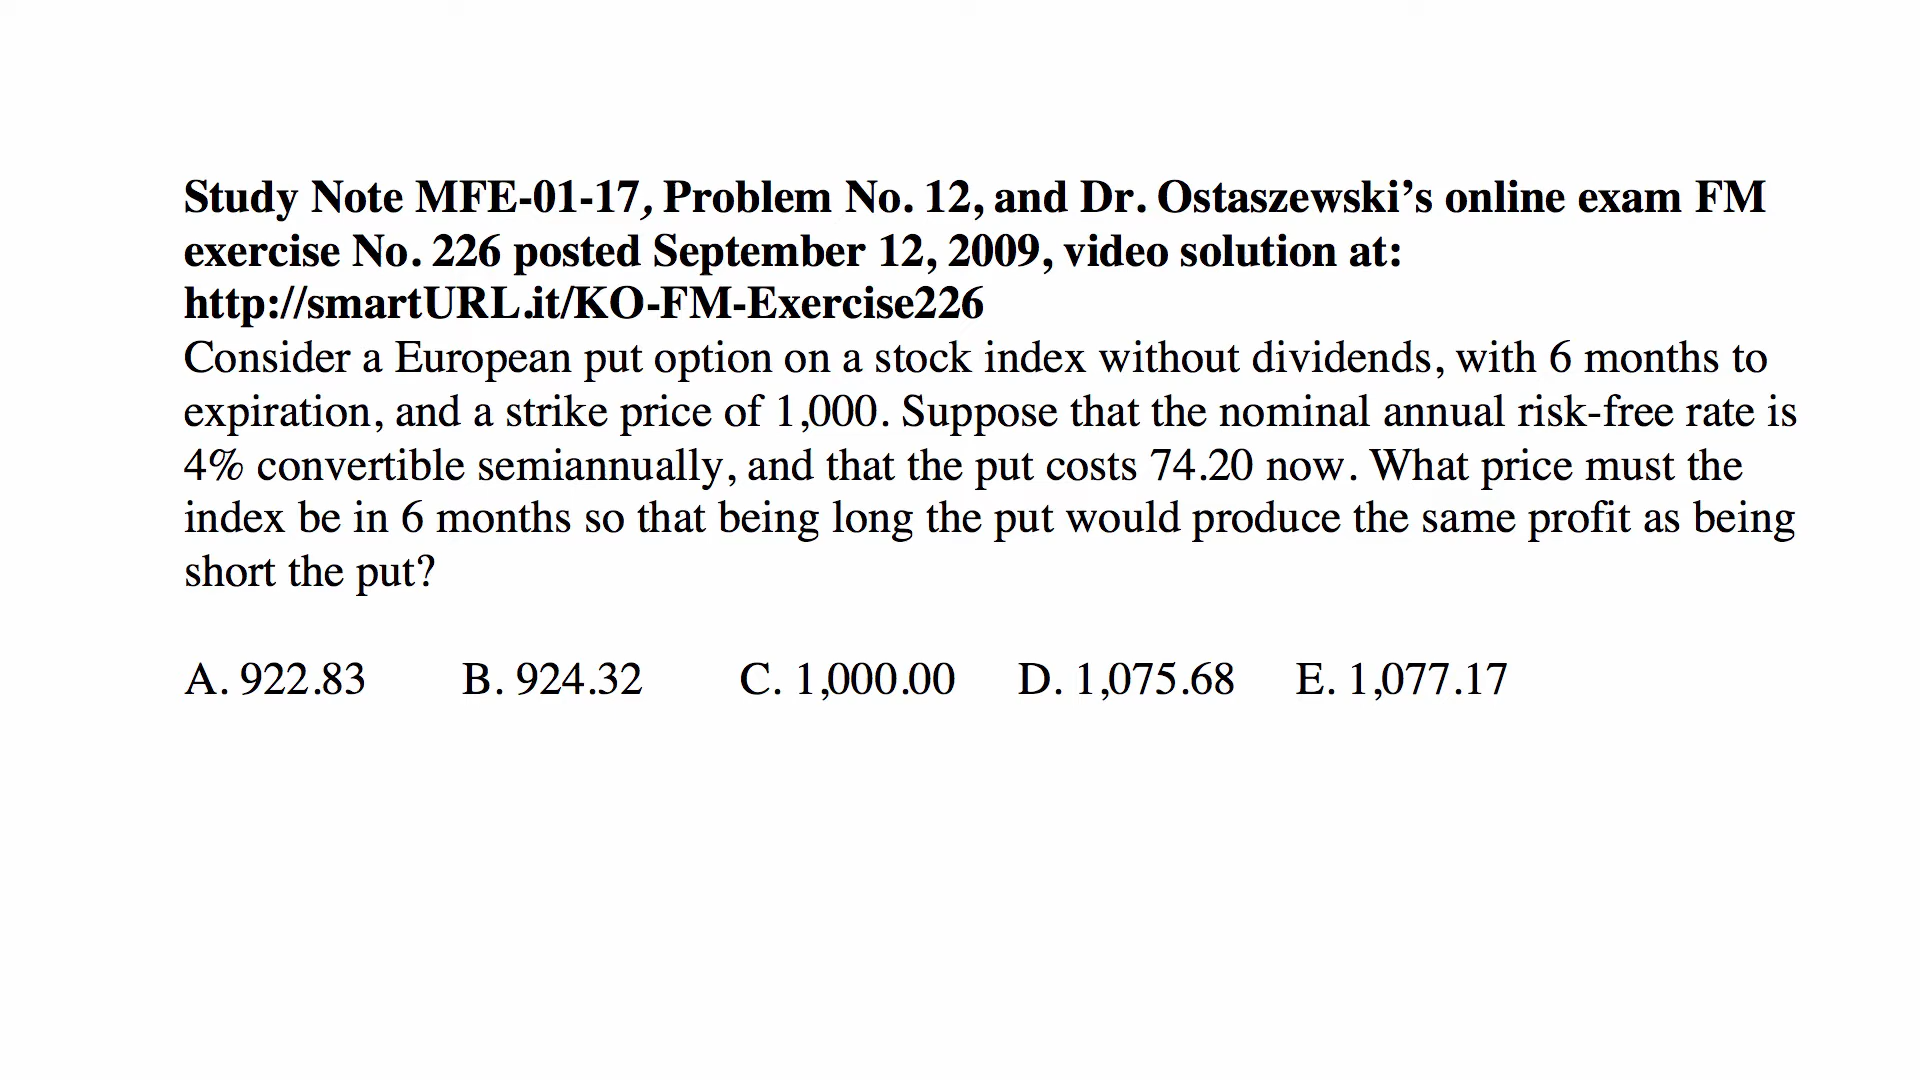 Study Note MFE-01-17, Problem No. 12, and Dr. Ostaszewski’s online exam FM
exercise No. 226 posted September 12, 2009, video solution at:
http://smartURL.it/KO-FM-Exercise226
Consider a European put option on a stock index without dividends, with 6 months to
expiration, and a strike price of 1,000. Suppose that the nominal annual risk-free rate is
4% convertible semiannually, and that the put costs 74.20 now. What price must the
index be in 6 months so that being long the put would produce the same profit as being
short the put?
A. 922.83 B. 924.32 C. 1,000.00 D. 1,075.68 E. 1,077.17